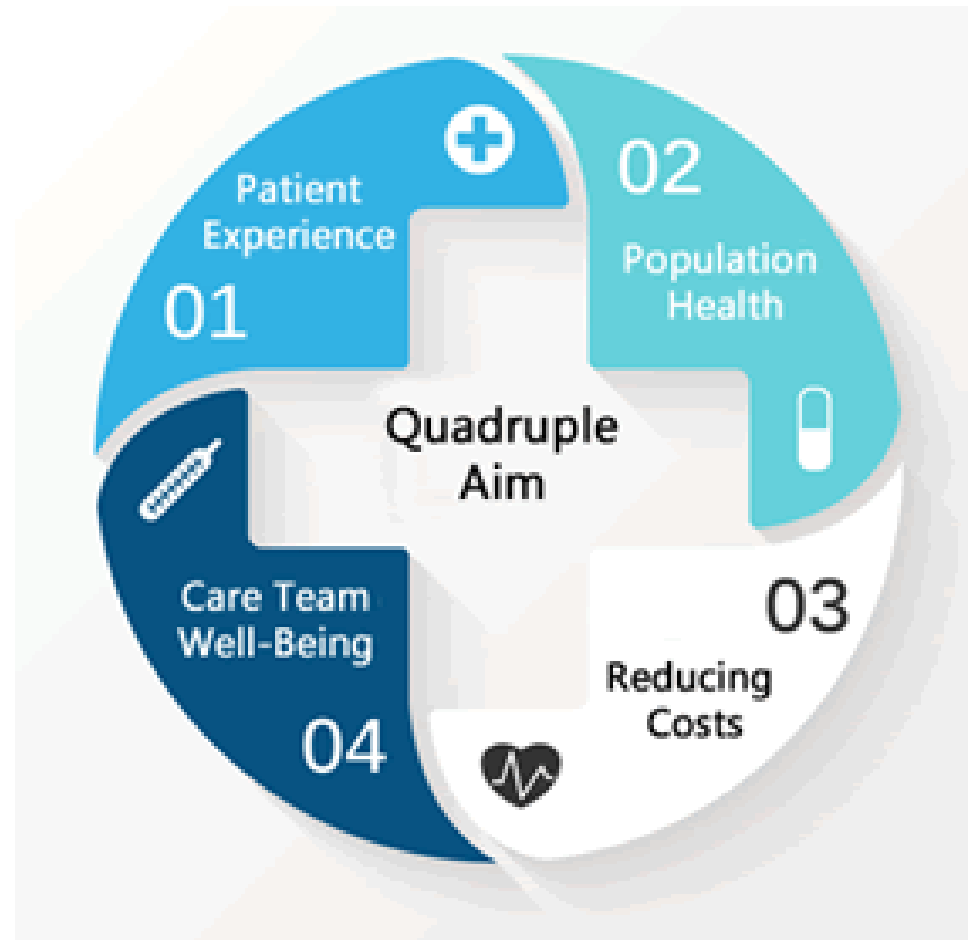 Patient
Experience
01
02
Population
Health
Quadruple
Aim
03
Reducing
Costs
Care Team
Well-Being
04